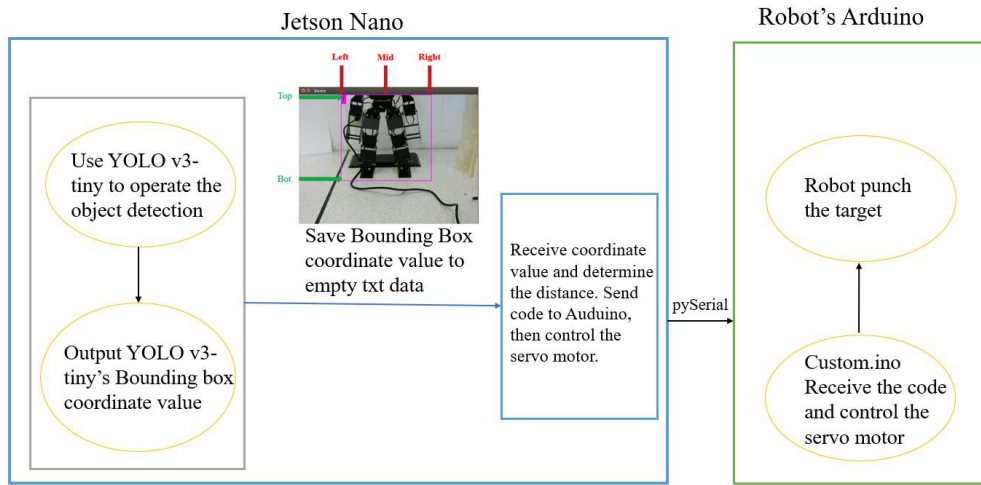 Jetson Nano
Robot's Arduino
Left Mid Right
Top
Bot
Use YOLO v3-
tiny to operate the
object detection
Output YOLO v3-
tiny's Bounding box
coordinate value
Save Bounding Box
coordinate value to
empty txt data
Receive coordinate
value and determine
the distance. Send
code to Auduino,
then control the
servo motor.
pySerial
Robot punch
the target
Custom.ino
Receive the code
and control the
servo motor